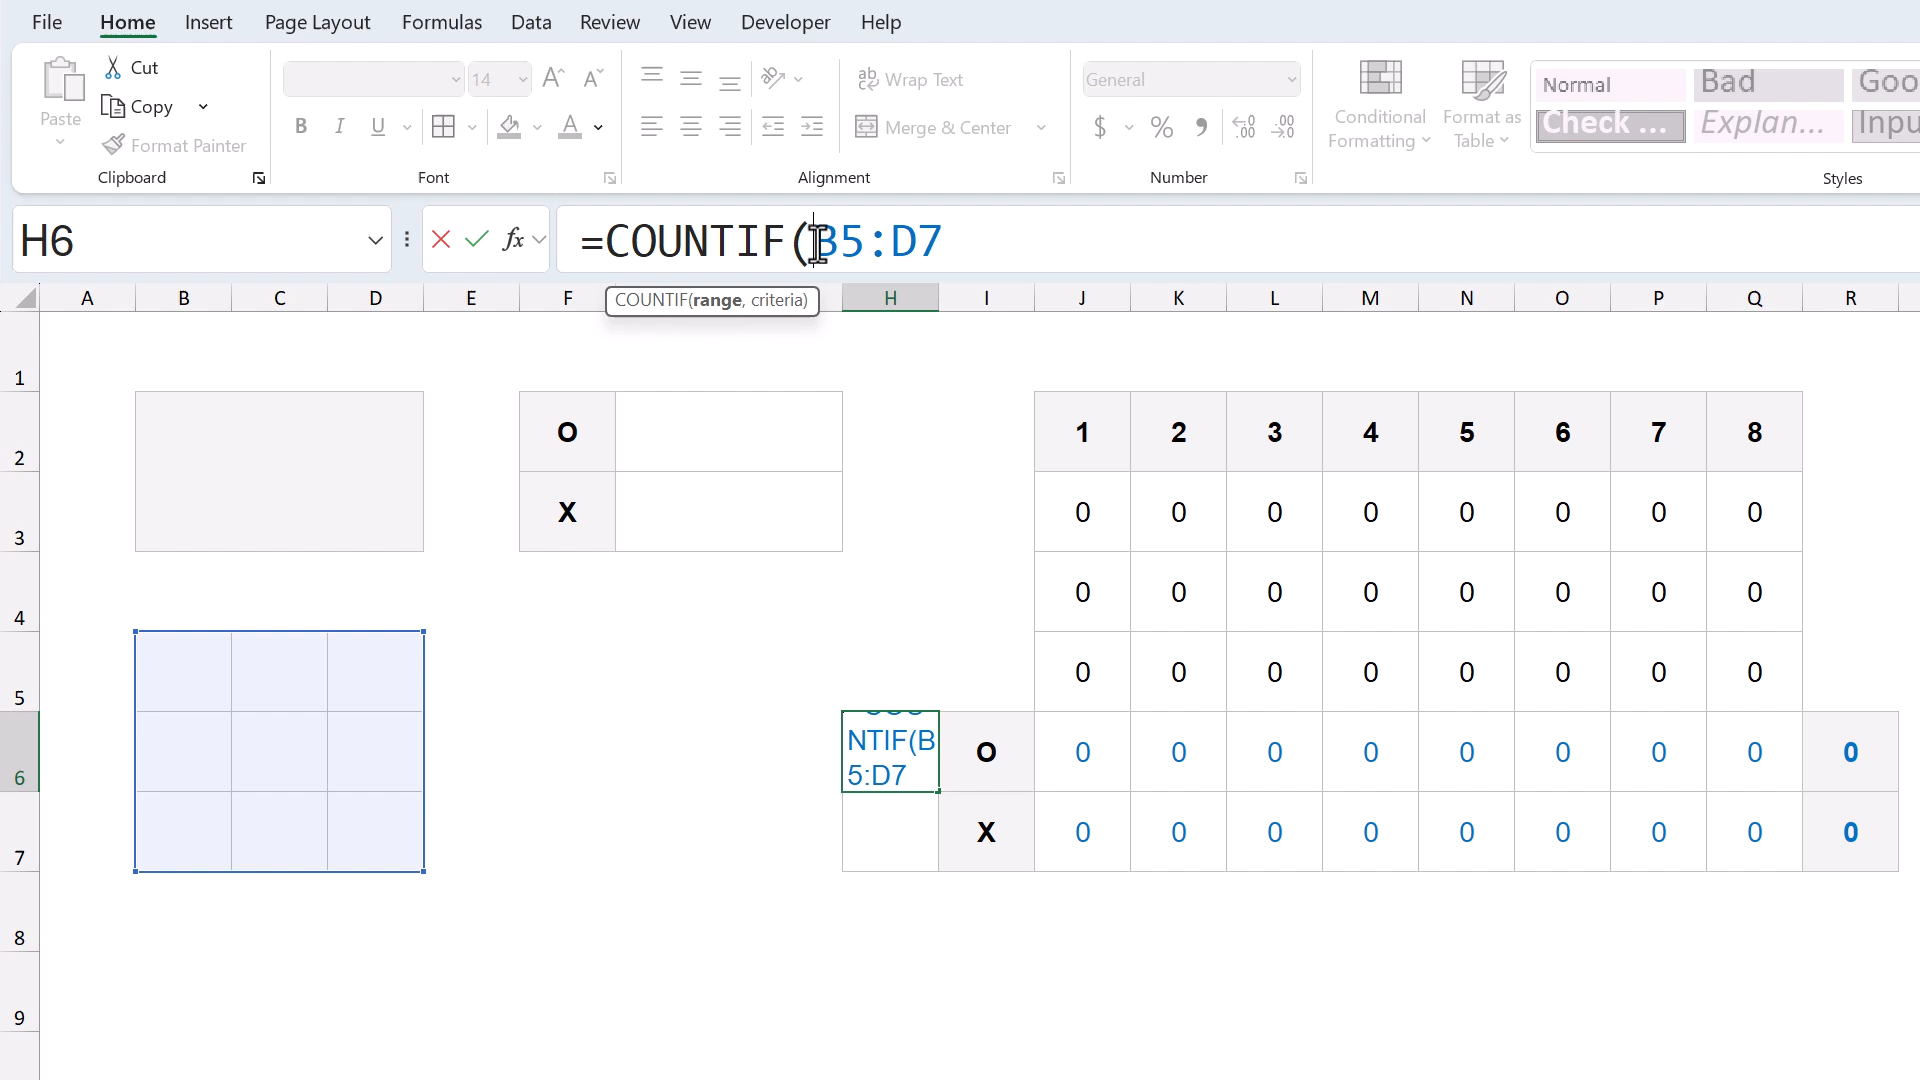 File Home Insert Page Layout Formulas Data Review View Developer Help
Cut
Copy
Format Painter
Paste
Clipboard
14
B I U
Font
Wrap Text
Merge & Center
Alignment
General
$ %
Number
Conditional Formatting
Format as Table
Normal Bad Goo
Check ... Explan... Inpu
Styles
H6 fx =COUNTIF(B5:D7
COUNTIF(range, criteria)
A B C D E F H I J K L M N O P Q R
1
2 O 1 2 3 4 5 6 7 8
3 X 0 0 0 0 0 0 0 0
4 0 0 0 0 0 0 0 0
5 0 0 0 0 0 0 0 0
NTIF(B
5:D7
6 O 0 0 0 0 0 0 0 0 0
7 X 0 0 0 0 0 0 0 0 0
8
9